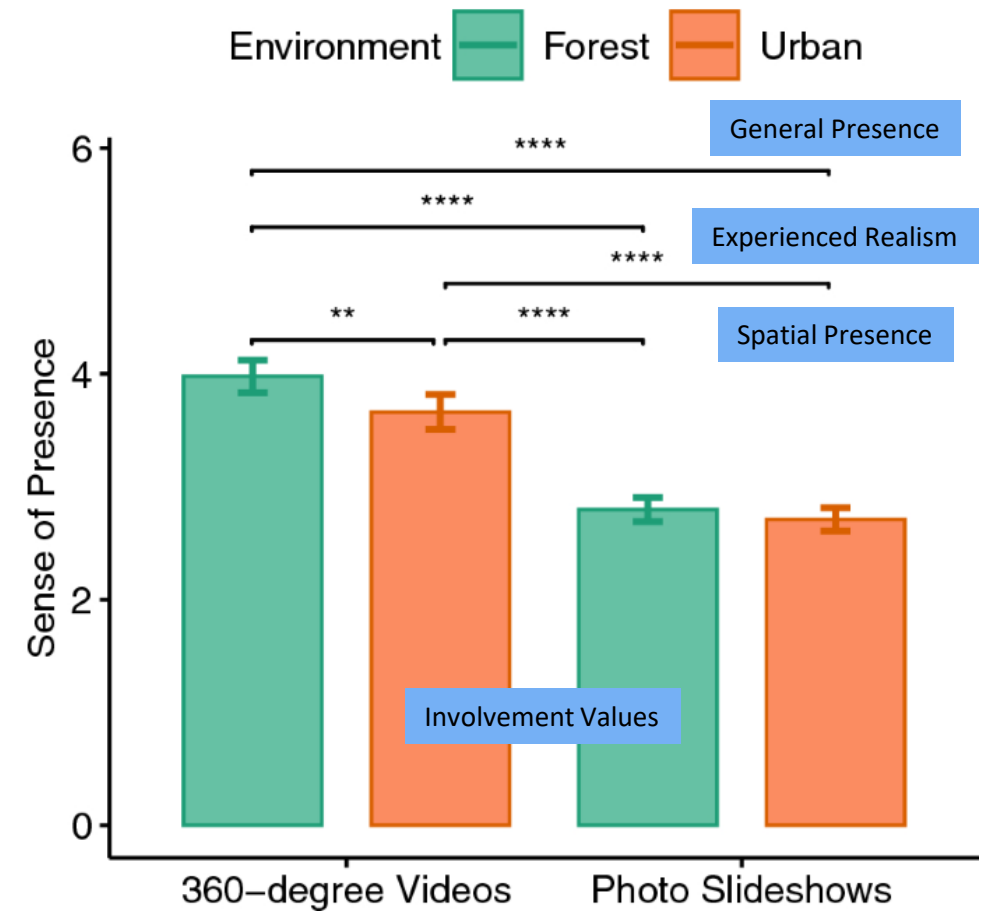 Environment Forest Urban
General Presence
6
****
****
Experienced Realism
****
** ****
Spatial Presence
4
Sense of Presence
2
Involvement Values
0
360−degree Videos Photo Slideshows